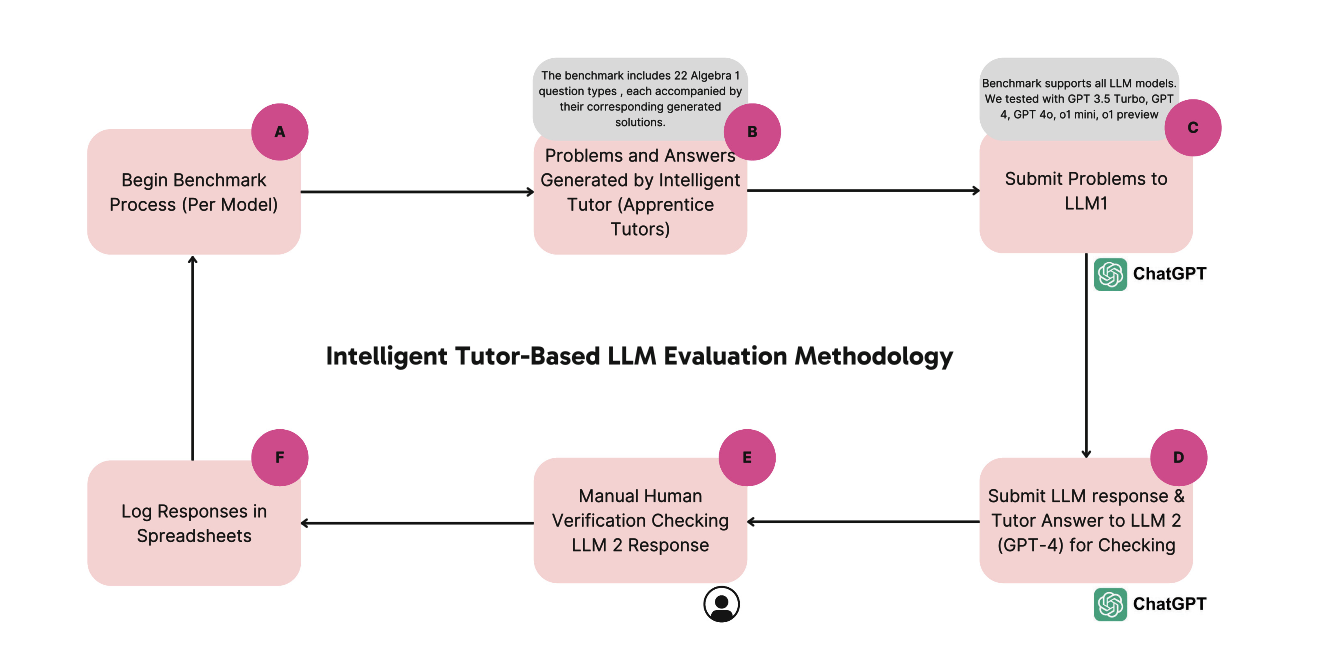 The benchmark includes 22 Algebra 1
question types , each accompanied by
their corresponding generated
solutions.
Benchmark supports all LLM models.
We tested with GPT 3.5 Turbo, GPT
4, GPT 4o, o1 mini, o1 preview
A
B
C
Begin Benchmark
Process (Per Model)
Problems and Answers
Generated by Intelligent
Tutor (Apprentice
Tutors)
Submit Problems to
LLM1
ChatGPT
Intelligent Tutor-Based LLM Evaluation Methodology
F
E
D
Log Responses in
Spreadsheets
Manual Human
Verification Checking
LLM 2 Response
Submit LLM response &
Tutor Answer to LLM 2
(GPT-4) for Checking
ChatGPT